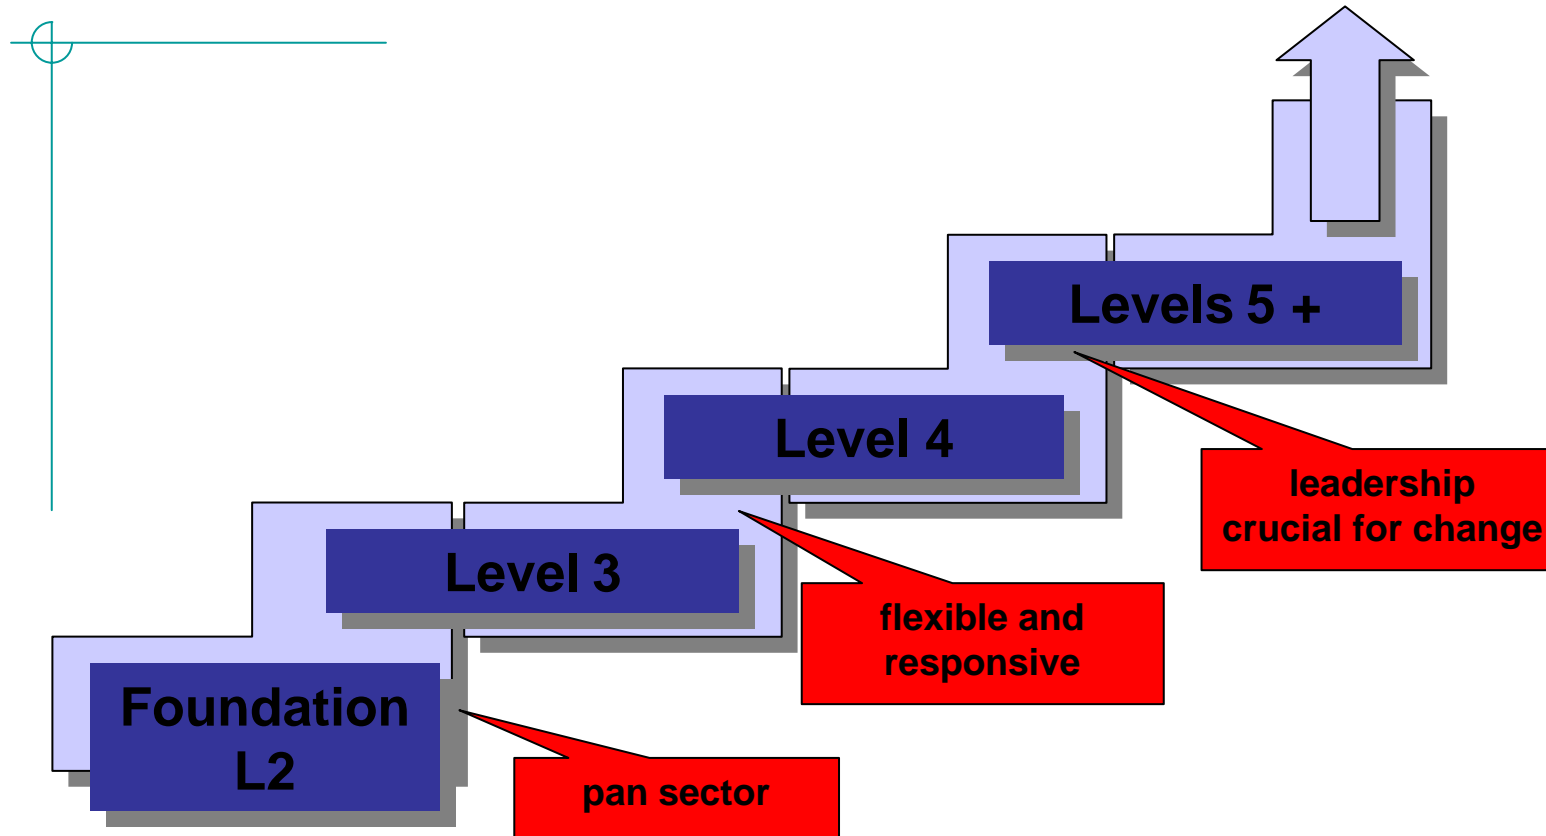 Levels 5 +
Level 4
leadership
crucial for change
Level 3
flexible and
responsive
Foundation
L2
pan sector